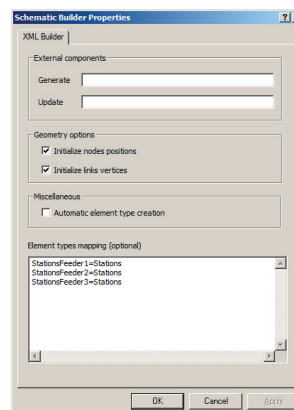 Schematic Builder Properties
XML Builder
External components
Generate
Update
Geometry options
Initialize nodes positions
Initialize links vertices
Miscellaneous
Automatic element type creation
Element types mapping (optional)
StationsFeeder1=Stations
StationsFeeder2=Stations
StationsFeeder3=Stations
OK Cancel Apply